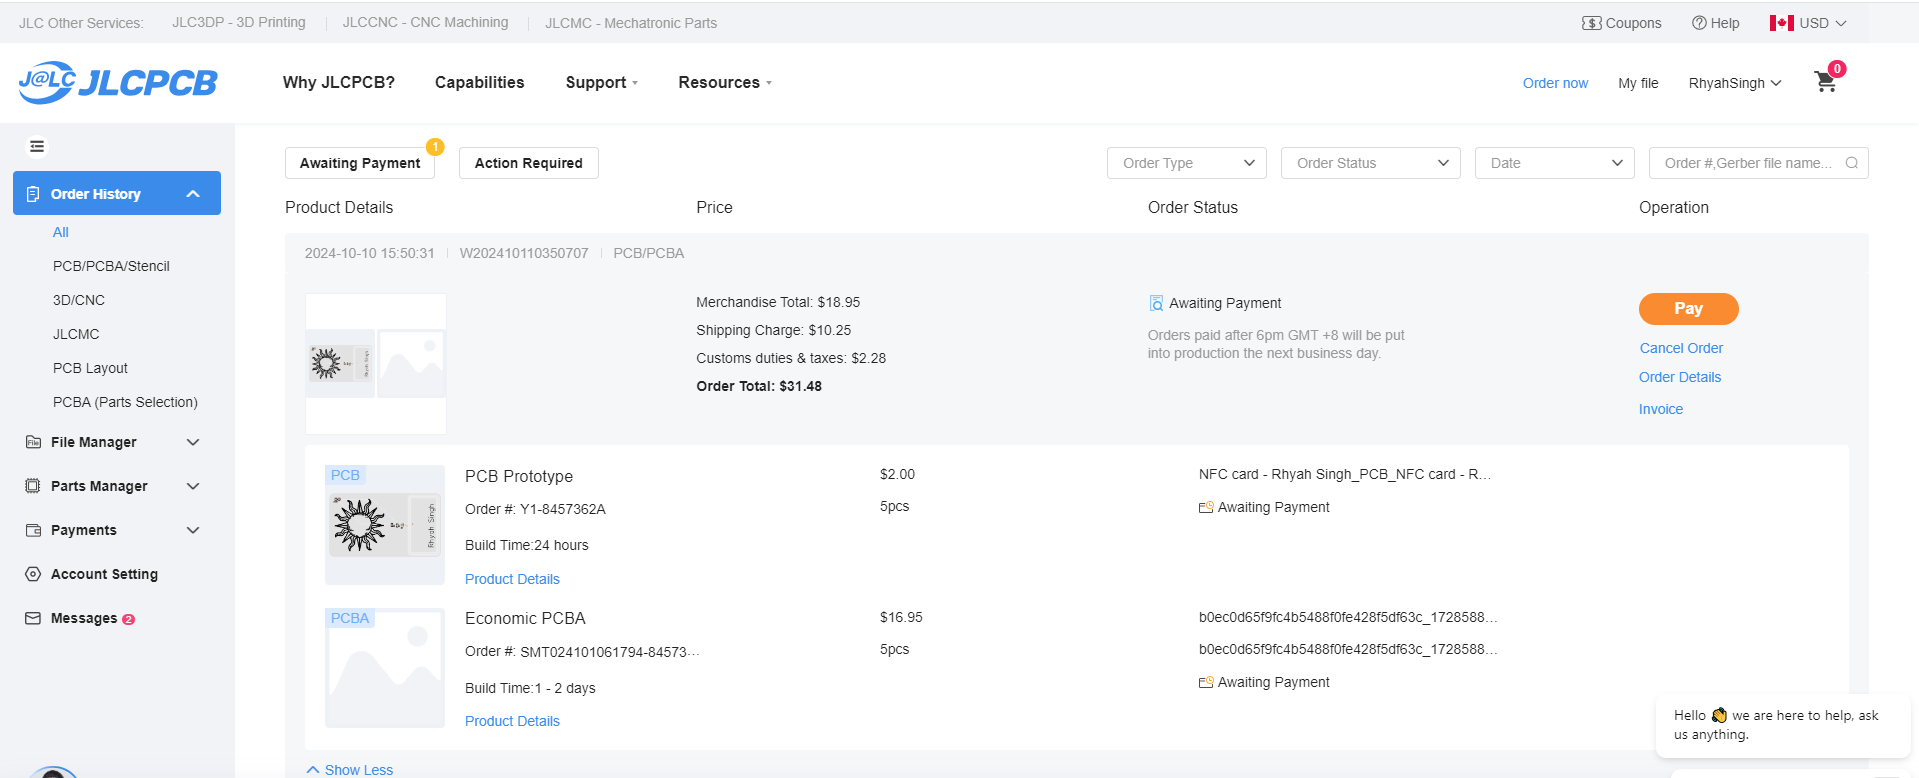 JLC Other Services: JLC3DP - 3D Printing JLCCNC - CNC Machining JLCMC - Mechatronic Parts Coupons Help USD
J@LC JLCPCB Why JLCPCB? Capabilities Support Resources Order now My file RhyahSingh 0
Awaiting Payment 1 Action Required Order Type Order Status Date Order #,Gerber file name...
Order History
All
PCB/PCBA/Stencil
3D/CNC
JLCMC
PCB Layout
PCBA (Parts Selection)
File Manager
Parts Manager
Payments
Account Setting
Messages 2
Product Details Price Order Status Operation
2024-10-10 15:50:31 W202410110350707 PCB/PCBA
Merchandise Total: $18.95
Shipping Charge: $10.25
Customs duties & taxes: $2.28
Order Total: $31.48
Awaiting Payment
Orders paid after 6pm GMT +8 will be put
into production the next business day.
Pay
Cancel Order
Order Details
Invoice
PCB
Rhyah Singh
PCB Prototype
Order #: Y1-8457362A
Build Time:24 hours
Product Details
$2.00
5pcs
NFC card - Rhyah Singh_PCB_NFC card - R...
Awaiting Payment
PCBA
Economic PCBA
Order #: SMT024101061794-84573...
Build Time:1 - 2 days
Product Details
$16.95
5pcs
b0ec0d65f9fc4b5488f0fe428f5df63c_1728588...
b0ec0d65f9fc4b5488f0fe428f5df63c_1728588...
Awaiting Payment
Show Less
Hello 👋 we are here to help, ask
us anything.